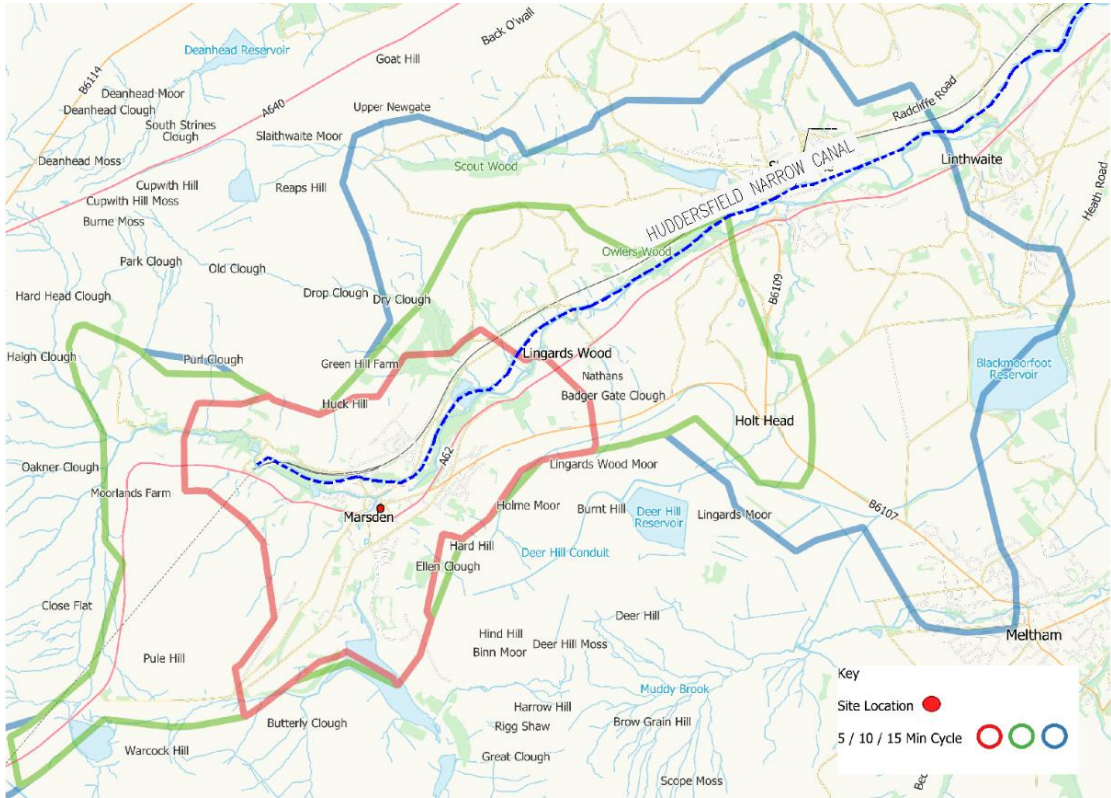 Back O'wall
Deanhead Reservoir
Goat Hill
B6114
Deanhead Moor
Deanhead Clough
A640
Upper Newgate
Radcliffe Road
South Strines
Clough
Slaithwaite Moor
Deanhead Moss
Scout Wood
Linthwaite
Heath Road
Cupwith Hill
Reaps Hill
Cupwith Hill Moss
Burne Moss
HUDDERSFIELD NARROW CANAL
Owlers Wood
Park Clough
Old Clough
Hard Head Clough
Drop Clough
Dry Clough
B6109
Haigh Clough
Purl Clough
Green Hill Farm
Lingards Wood
Blackmoorfoot
Reservoir
Nathans
Badger Gate Clough
Huck Hill
Holt Head
A62
Oakner Clough
Lingards Wood Moor
Moorlands Farm
Holme Moor
Burnt Hill
Deer Hill
Reservoir
Lingards Moor
B6107
Marsden
Hard Hill
Deer Hill Conduit
Ellen Clough
Close Flat
Deer Hill
Hind Hill
Binn Moor
Deer Hill Moss
Meltham
Pule Hill
Muddy Brook
Key
Harrow Hill
Site Location
Butterly Clough
Rigg Shaw
Brow Grain Hill
5 / 10 / 15 Min Cycle
Warcock Hill
Great Clough
Scope Moss